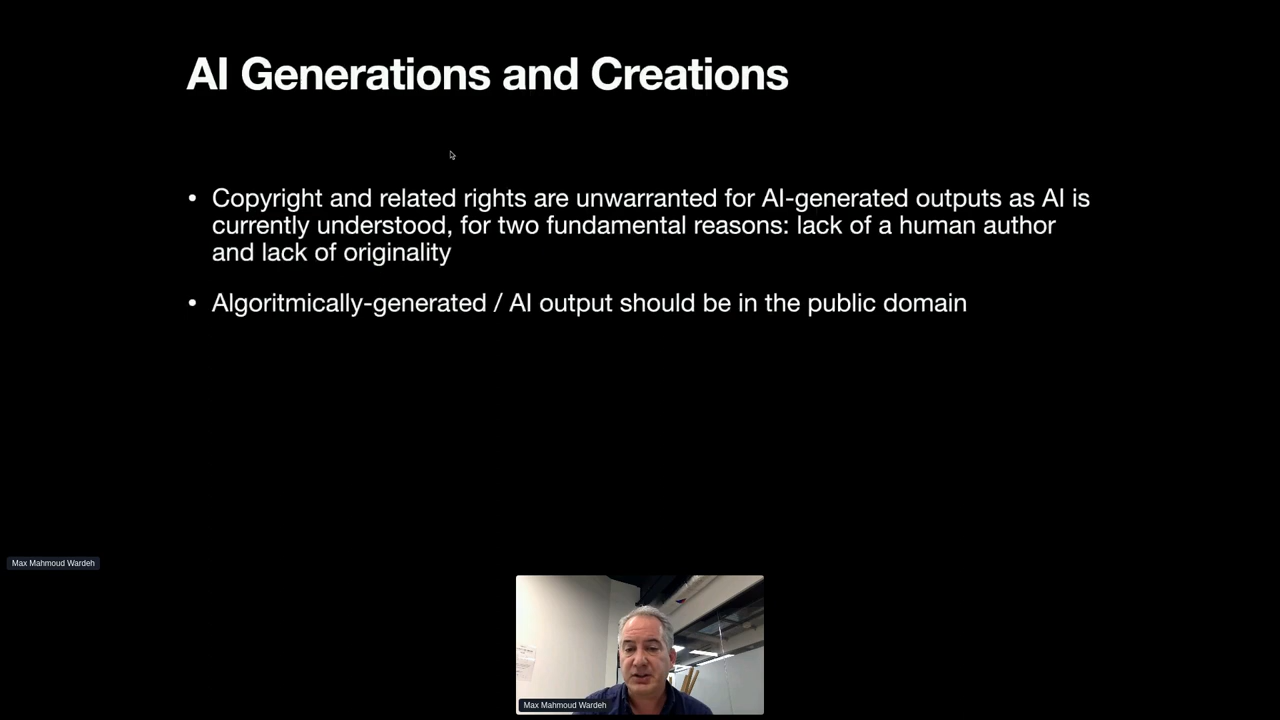 AI Generations and Creations
• Copyright and related rights are unwarranted for AI-generated outputs as AI is
currently understood, for two fundamental reasons: lack of a human author
and lack of originality
• Algoritmically-generated / AI output should be in the public domain
Max Mahmoud Wardeh
Max Mahmoud Wardeh